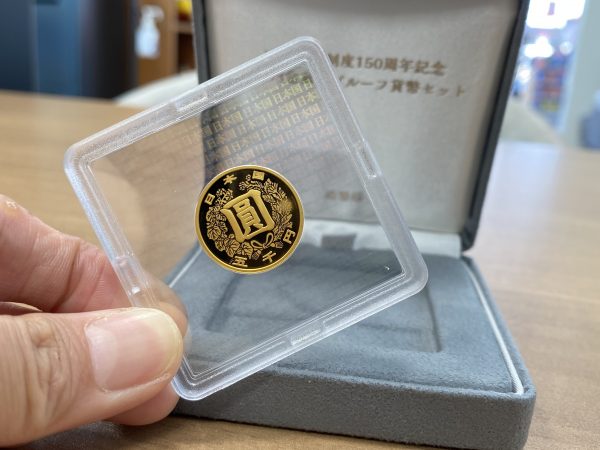 制度150周年記念
プルーフ貨幣セット
日本国
圓
五千円